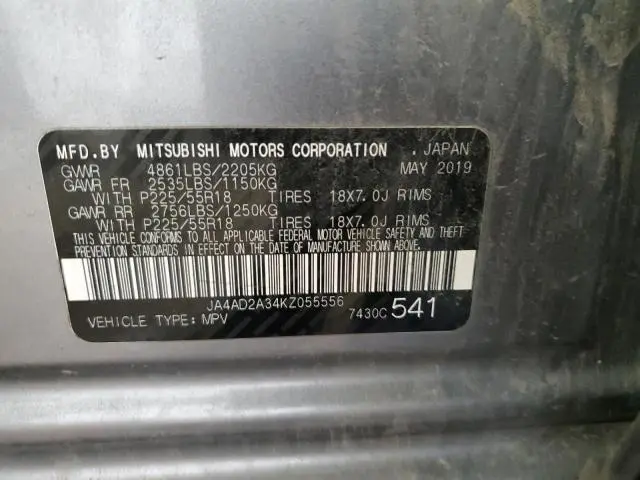 MFD.BY MITSUBISHI MOTORS CORPORATION , JAPAN
GVWR 4861LBS/2205KG MAY 2019
GAWR FR 2535LBS/1150KG
WITH P225/55R18 TIRES 18X7.0J RIMS
GAWR RR 2756LBS/1250KG
WITH P225/55R18 TIRES 18X7.0J RIMS
THIS VEHICLE CONFORMS TO ALL APPLICABLE FEDERAL MOTOR VEHICLE SAFETY AND THEFT
PREVENTION STANDARDS IN EFFECT ON THE DATE OF MANUFACTURE SHOWN ABOVE.
JA4AD2A34KZ055556
VEHICLE TYPE: MPV 7430C 541